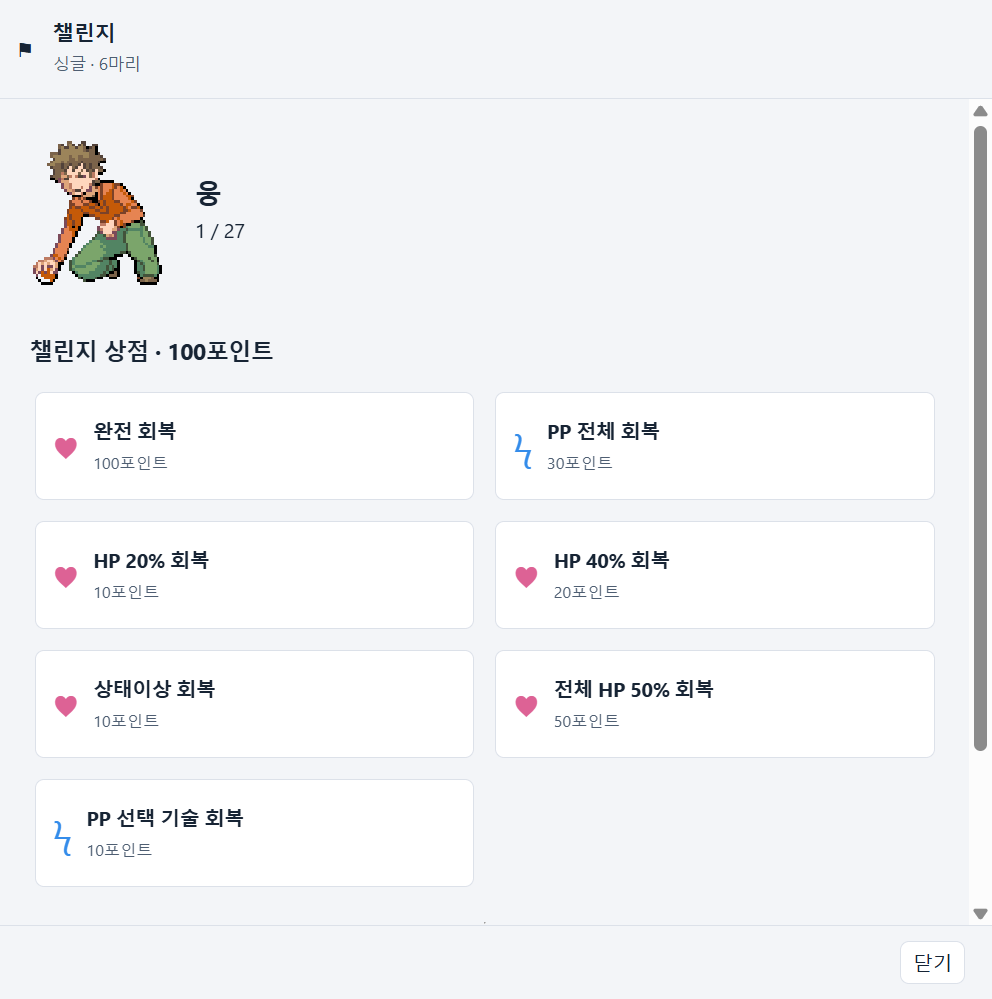 챌린지
싱글 · 6마리
웅
1 / 27
챌린지 상점 · 100포인트
완전 회복
100포인트
PP 전체 회복
30포인트
HP 20% 회복
10포인트
HP 40% 회복
20포인트
상태이상 회복
10포인트
전체 HP 50% 회복
50포인트
PP 선택 기술 회복
10포인트
닫기